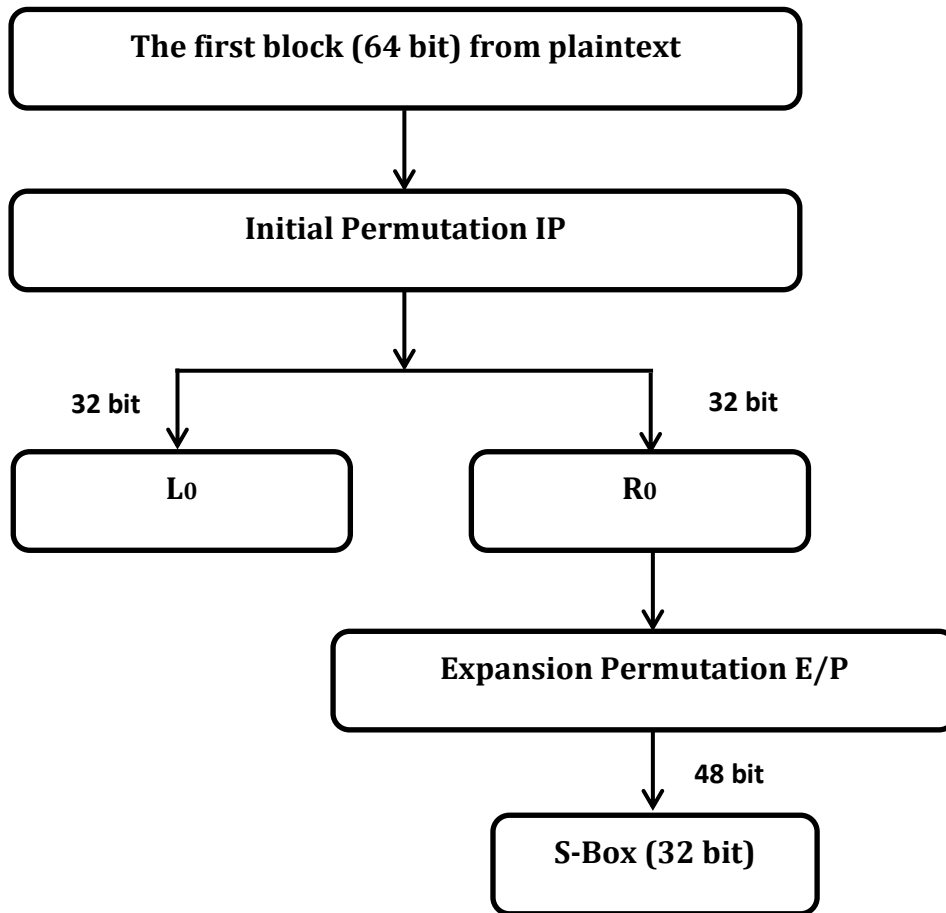 The first block (64 bit) from plaintext
Initial Permutation IP
32 bit
32 bit
L0
R0
Expansion Permutation E/P
48 bit
S-Box (32 bit)